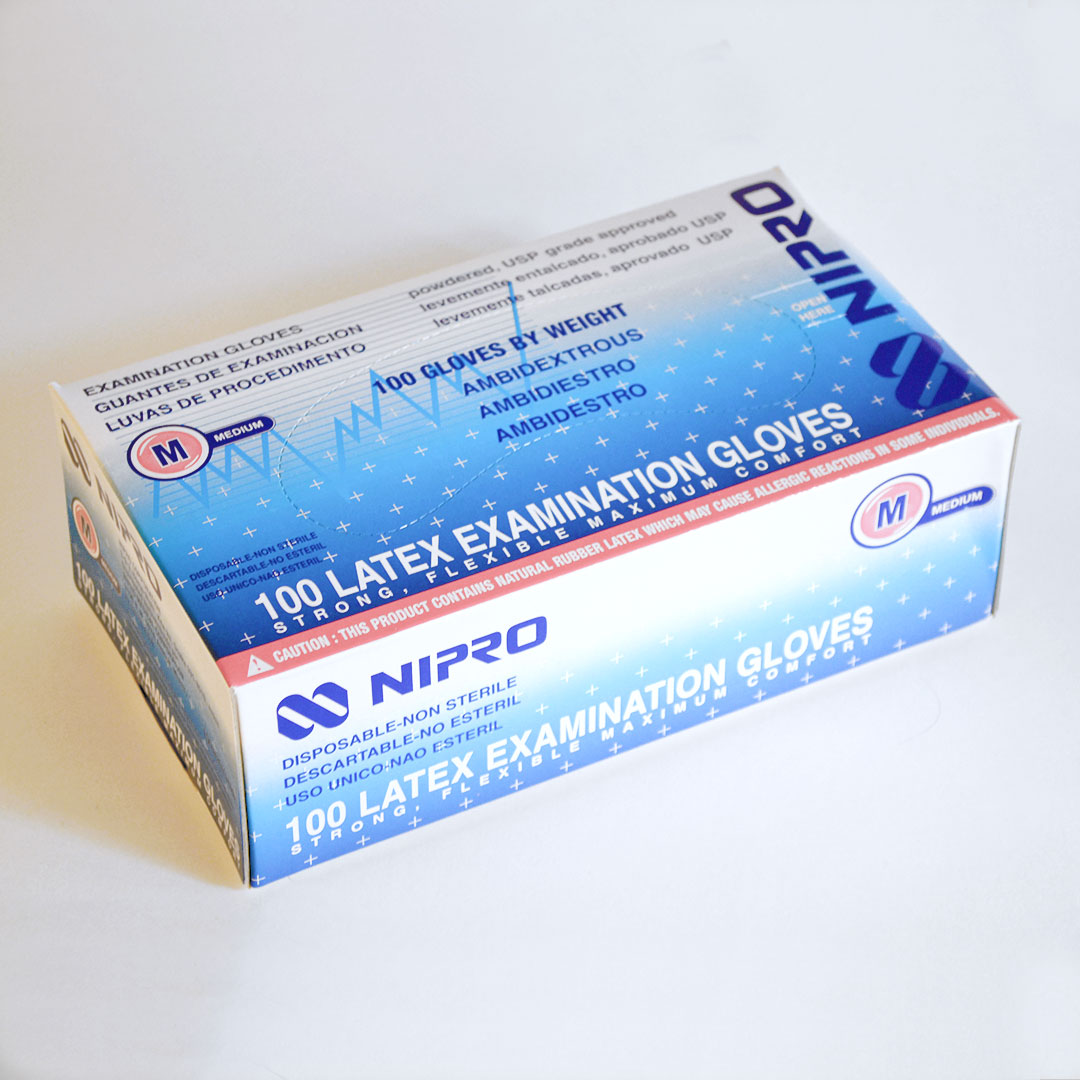 powdered, USP grade approved
levemente entalcado, aprobado USP
levemente talcadas, aprovado USP
NIPRO
OPEN
HERE
EXAMINATION GLOVES
GUANTES DE EXAMINACION
LUVAS DE PROCEDIMENTO
100 GLOVES BY WEIGHT
AMBIDEXTROUS
AMBIDIESTRO
AMBIDESTRO
M MEDIUM
DISPOSABLE-NON STERILE
DESCARTABLE-NO ESTERIL
USO UNICO-NAO ESTERIL
100 LATEX EXAMINATION GLOVES
STRONG, FLEXIBLE MAXIMUM COMFORT
CAUTION : THIS PRODUCT CONTAINS NATURAL RUBBER LATEX WHICH MAY CAUSE ALLERGIC REACTIONS IN SOME INDIVIDUALS.
NIPRO
M MEDIUM
DISPOSABLE-NON STERILE
DESCARTABLE-NO ESTERIL
USO UNICO-NAO ESTERIL
100 LATEX EXAMINATION GLOVES
STRONG, FLEXIBLE MAXIMUM COMFORT
NIPRO
M
100 LATEX EXAMINATION GLOVES